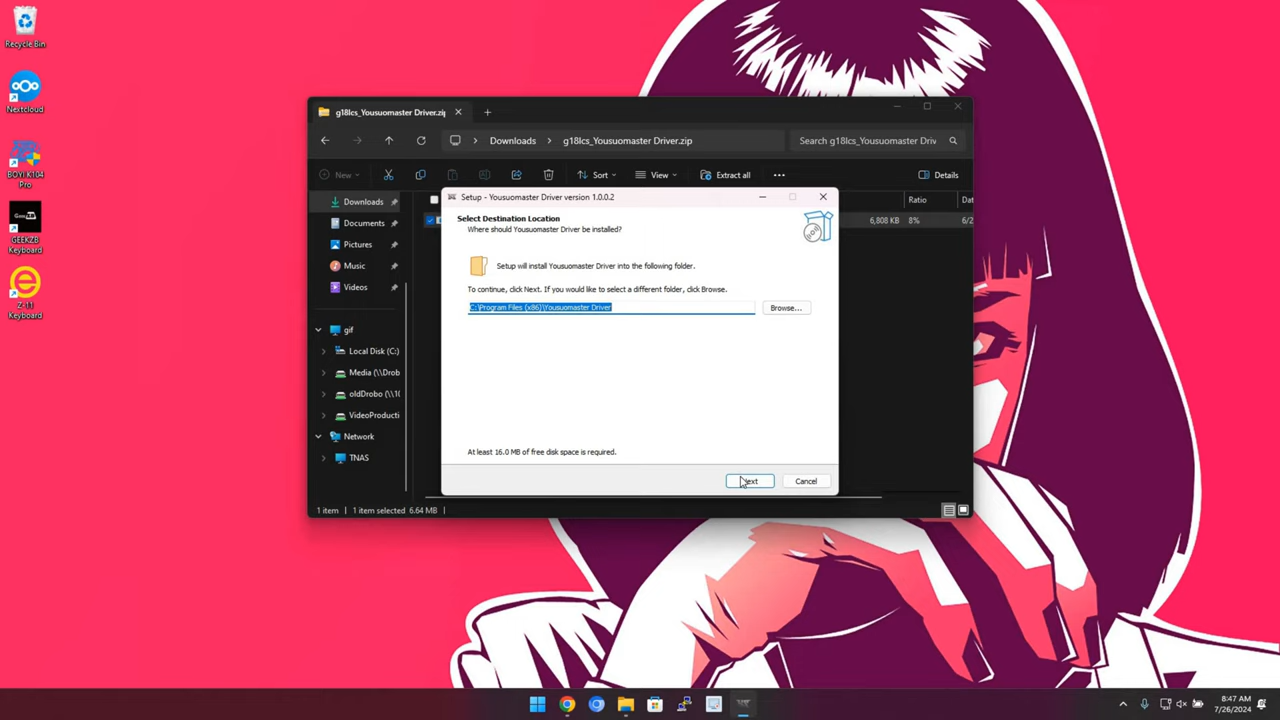 Recycle Bin
Nextcloud
BOYI K104
Pro
GEEKZB
Keyboard
Z-11
Keyboard
g18lcs_Yousuomaster Driver.zip
Downloads
g18lcs_Yousuomaster Driver.zip
Search g18lcs_Yousuomaster Driv
New
Sort
View
Extract all
Details
Downloads
Documents
Pictures
Music
Videos
gif
Local Disk (C:)
Media (\\Drob
oldDrobo (\\10
VideoProducti
Network
TNAS
Ratio
Dat
6,808 KB
8%
6/2
Setup - Yousuomaster Driver version 1.0.0.2
Select Destination Location
Where should Yousuomaster Driver be installed?
Setup will install Yousuomaster Driver into the following folder.
To continue, click Next. If you would like to select a different folder, click Browse.
C:\Program Files (x86)\Yousuomaster Driver
Browse...
At least 16.0 MB of free disk space is required.
Next
Cancel
1 item
1 item selected 6.64 MB
8:47 AM
7/26/2024